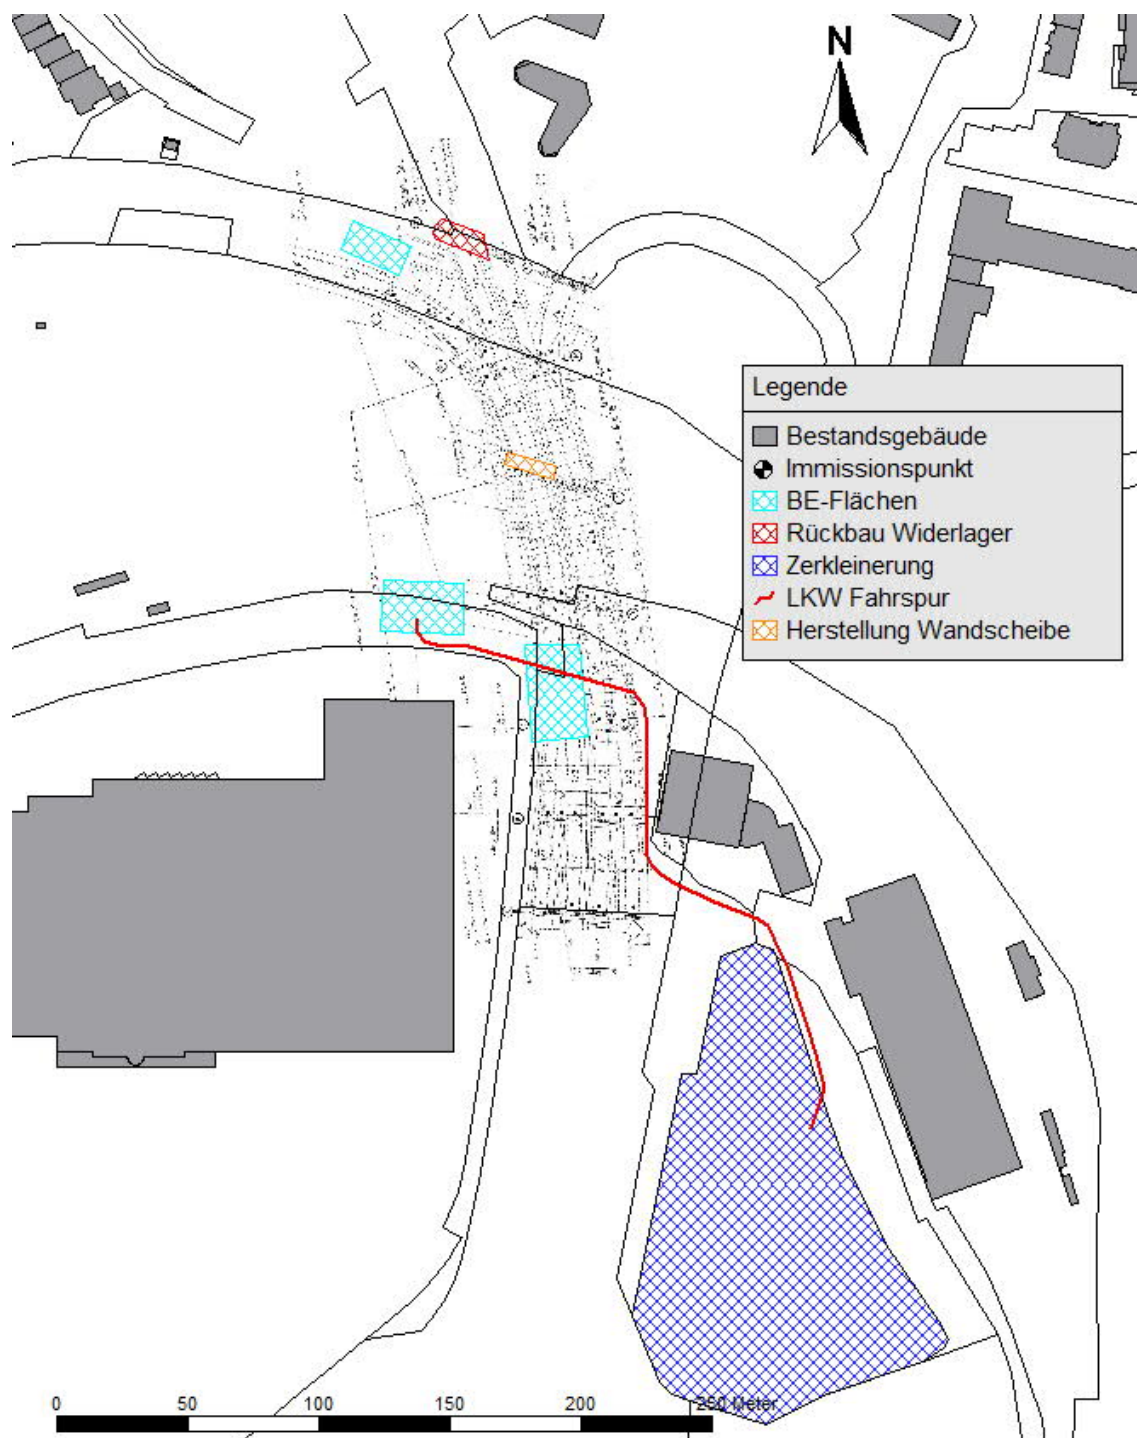 N
Legende
Bestandsgebäude
Immissionspunkt
BE-Flächen
Rückbau Widerlager
Zerkleinerung
LKW Fahrspur
Herstellung Wandscheibe
0 50 100 150 200 250 Meter